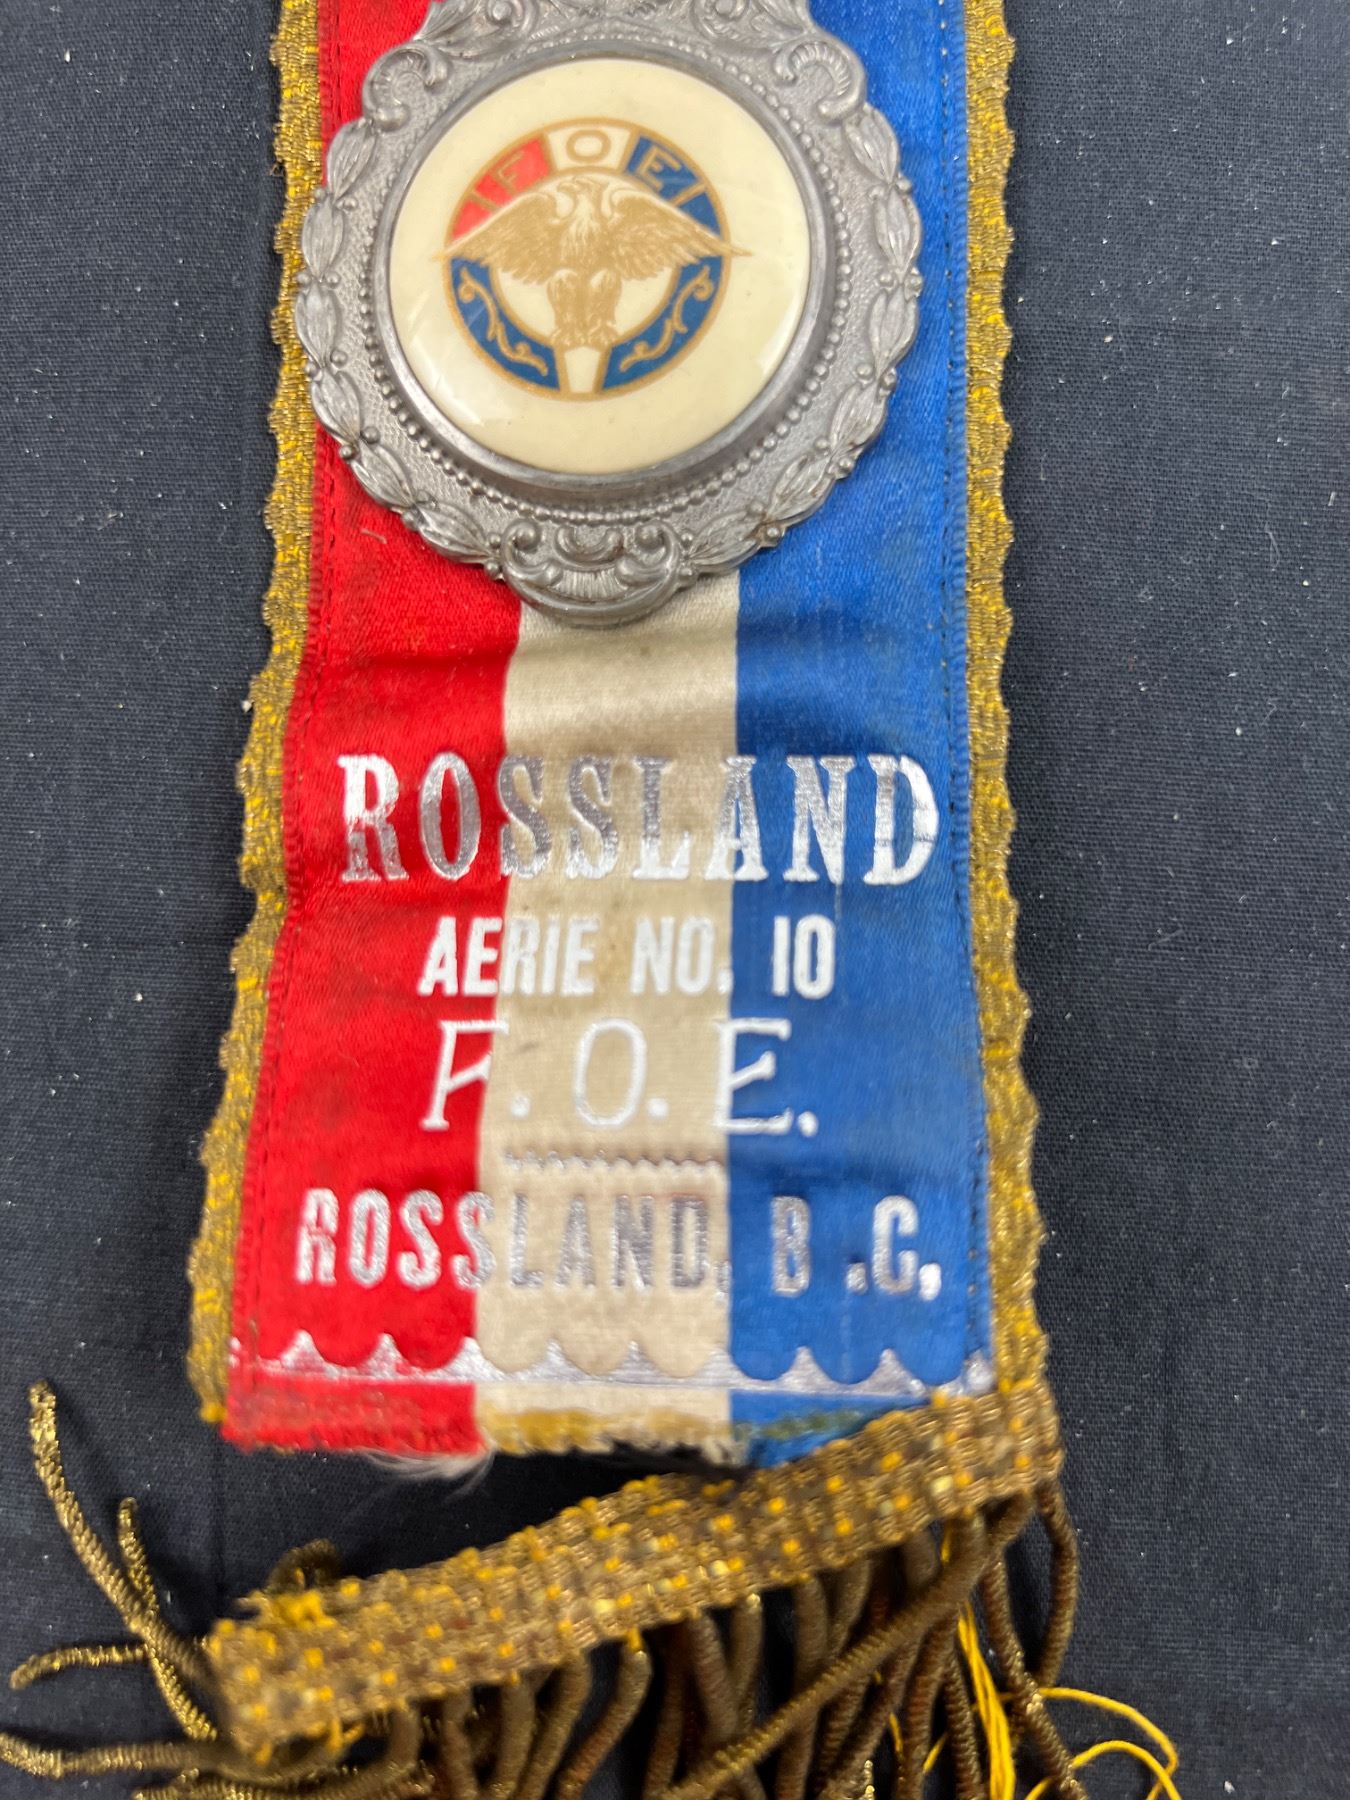 F O E
ROSSLAND
AERIE NO. 10
F.O.E.
ROSSLAND, B.C,